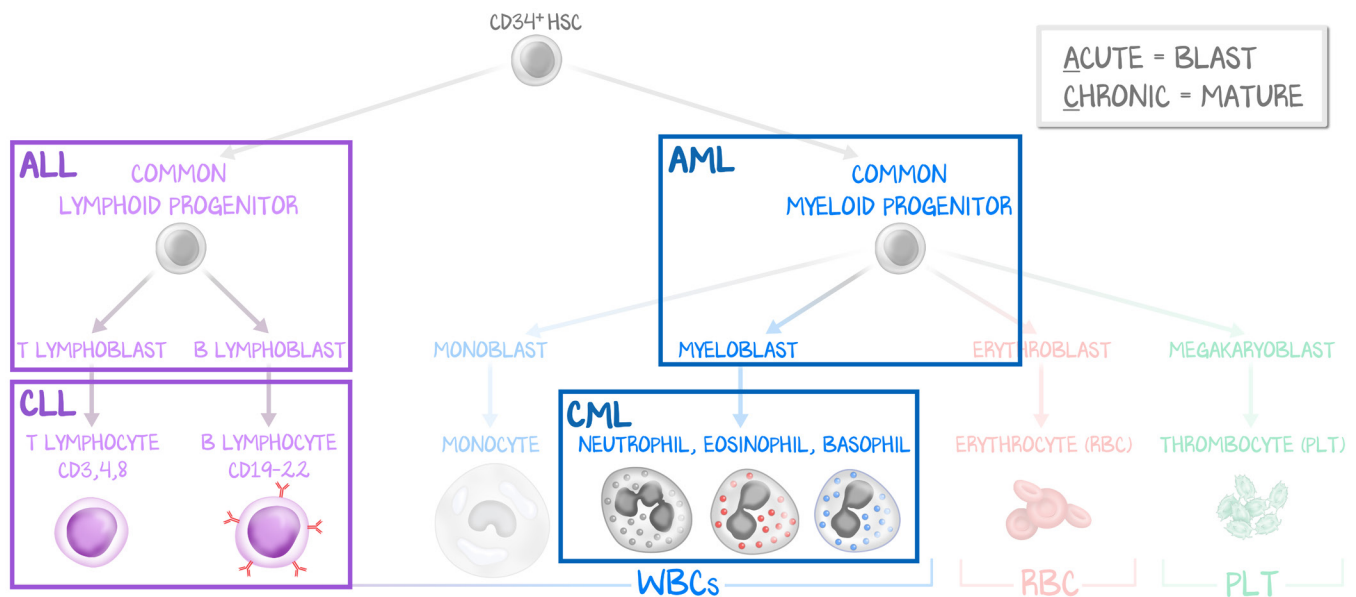 CD34+ HSC
ACUTE = BLAST
CHRONIC = MATURE
ALL
COMMON
LYMPHOID PROGENITOR
AML
COMMON
MYELOID PROGENITOR
T LYMPHOBLAST
B LYMPHOBLAST
MONOBLAST
MYELOBLAST
ERYTHROBLAST
MEGAKARYOBLAST
CLL
T LYMPHOCYTE
CD3,4,8
B LYMPHOCYTE
CD19-22
MONOCYTE
CML
NEUTROPHIL, EOSINOPHIL, BASOPHIL
ERYTHROCYTE (RBC)
THROMBOCYTE (PLT)
WBCs
RBC
PLT